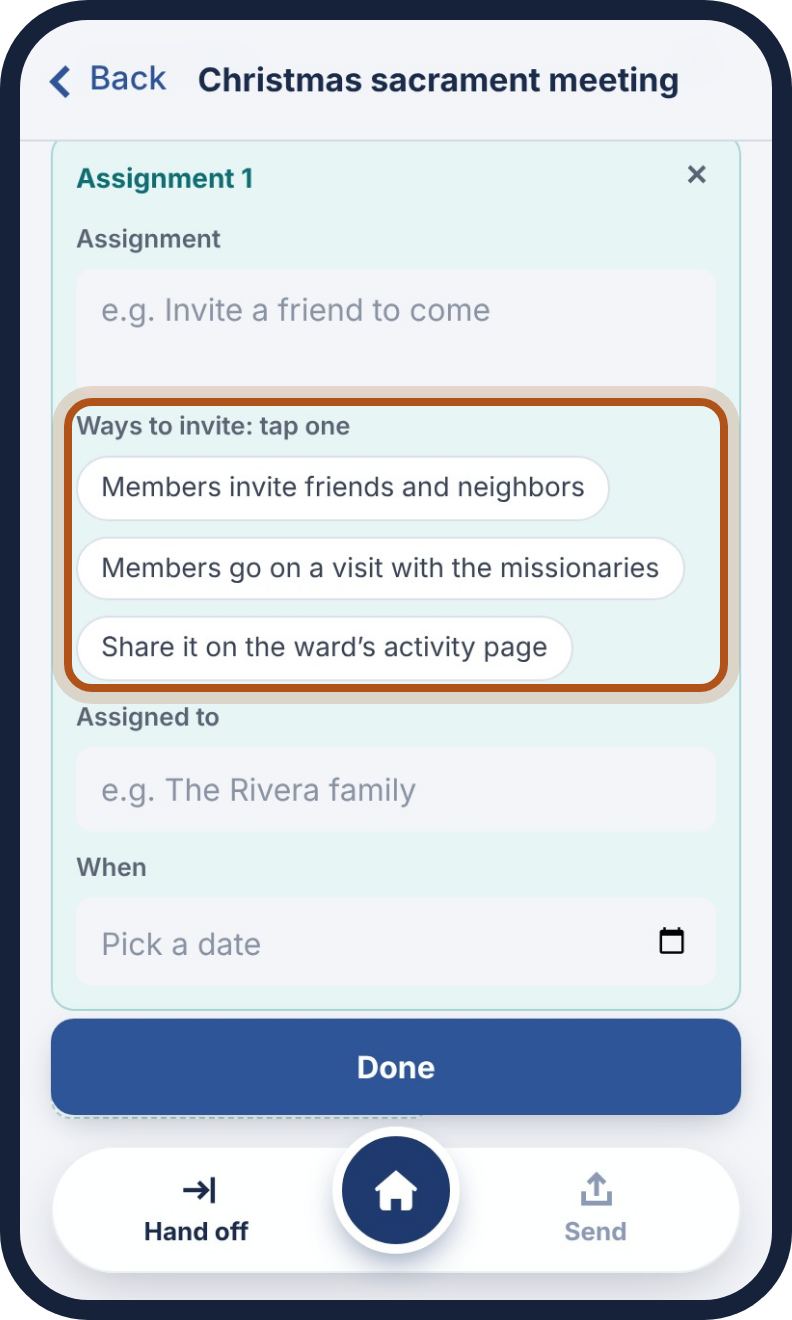 Back
Christmas sacrament meeting
Assignment 1
Assignment
e.g. Invite a friend to come
Ways to invite: tap one
Members invite friends and neighbors
Members go on a visit with the missionaries
Share it on the ward’s activity page
Assigned to
e.g. The Rivera family
When
Pick a date
Done
Hand off
Send